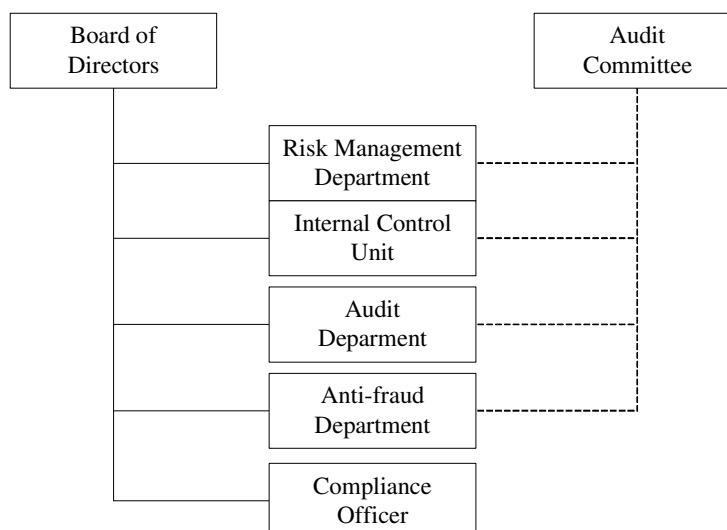 Board of
Directors
Audit
Committee
Risk Management
Department
Internal Control
Unit
Audit
Deparment
Anti-fraud
Department
Compliance
Officer